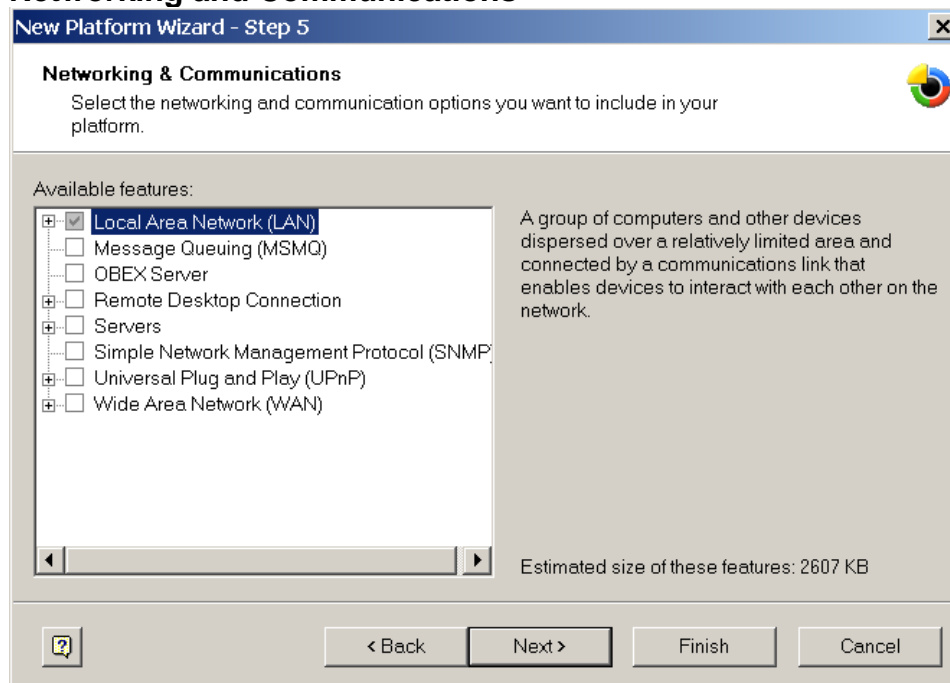 Networking and Communications
New Platform Wizard - Step 5
Networking & Communications
Select the networking and communication options you want to include in your
platform.
Available features:
Local Area Network (LAN)
Message Queuing (MSMQ)
OBEX Server
Remote Desktop Connection
Servers
Simple Network Management Protocol (SNMP)
Universal Plug and Play (UPnP)
Wide Area Network (WAN)
A group of computers and other devices
dispersed over a relatively limited area and
connected by a communications link that
enables devices to interact with each other on the
network.
Estimated size of these features: 2607 KB
< Back
Next >
Finish
Cancel